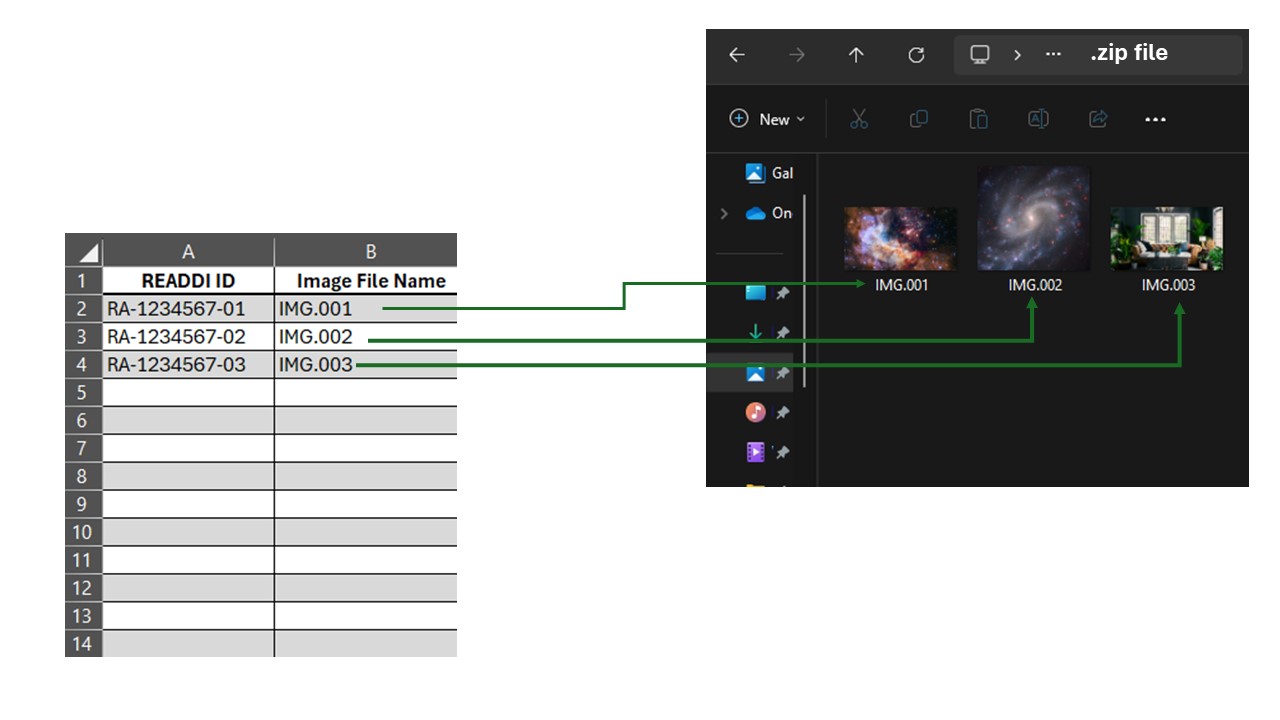 .zip file
New
Gal
On
IMG.001
IMG.002
IMG.003
A
B
1
READDI ID
Image File Name
2
RA-1234567-01
IMG.001
3
RA-1234567-02
IMG.002
4
RA-1234567-03
IMG.003
5
6
7
8
9
10
11
12
13
14